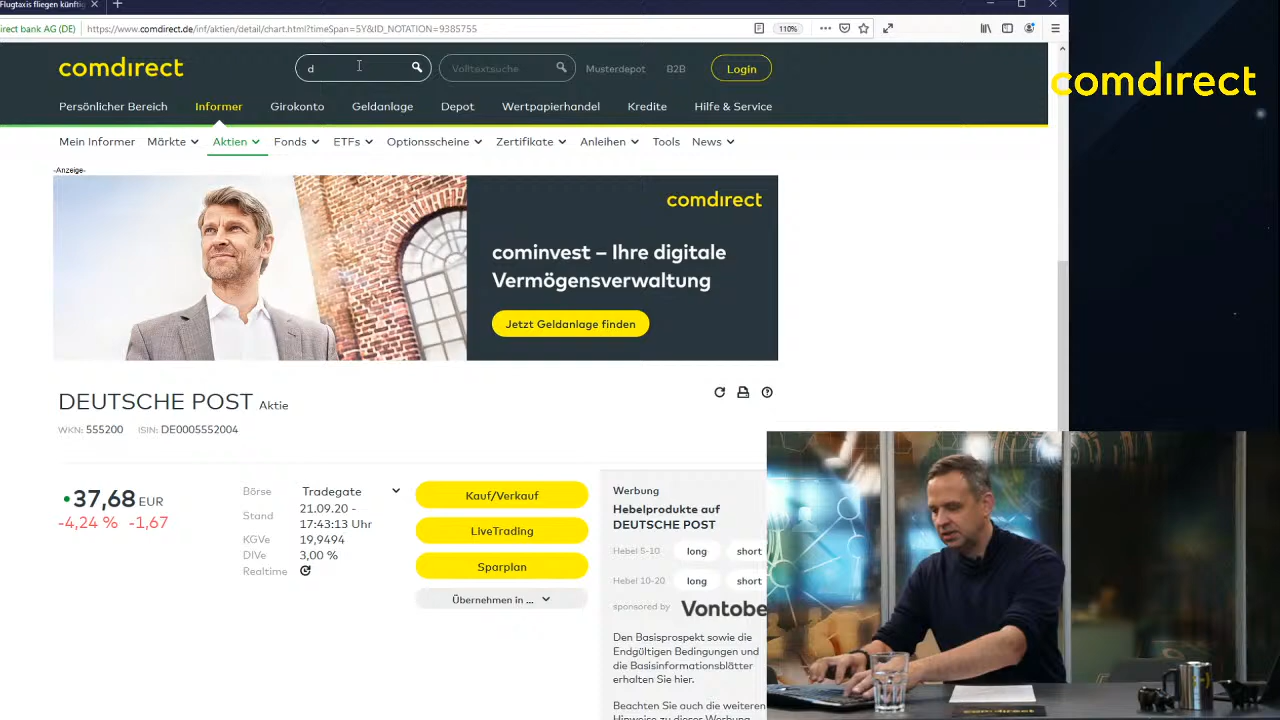 Flugtaxis fliegen künftig
irect bank AG (DE)
https://www.comdirect.de/inf/aktien/detail/chart.html?timeSpan=5Y&ID_NOTATION=9385755
110%
comdirect
d
Volltextsuche
Musterdepot
B2B
Login
comdirect
Persönlicher Bereich
Informer
Girokonto
Geldanlage
Depot
Wertpapierhandel
Kredite
Hilfe & Service
Mein Informer
Märkte
Aktien
Fonds
ETFs
Optionsscheine
Zertifikate
Anleihen
Tools
News
-Anzeige-
comdirect
cominvest – Ihre digitale
Vermögensverwaltung
Jetzt Geldanlage finden
DEUTSCHE POST Aktie
WKN: 555200 ISIN: DE0005552004
37,68 EUR
-4,24 % -1,67
Börse Tradegate
Stand 21.09.20 -
17:43:13 Uhr
KGVe 19,9494
DIVe 3,00 %
Realtime
Kauf/Verkauf
LiveTrading
Sparplan
Übernehmen in ...
Werbung
Hebelprodukte auf
DEUTSCHE POST
Hebel 5-10 long short
Hebel 10-20 long short
sponsored by Vontobe
Den Basisprospekt sowie die
Endgültigen Bedingungen und
die Basisinformationsblätter
erhalten Sie hier.
Beachten Sie auch die weiteren
Hinweise zu dieser Werbung
comdirect